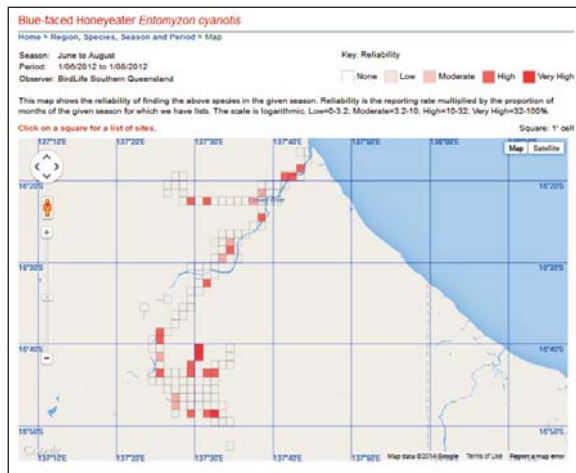 Blue-faced Honeyeater Entomyzon cyanotis
Home > Region, Species, Season and Period > Map
Season: June to August
Period: 1/06/2012 to 1/08/2012
Observer: BirdLife Southern Queensland
Key: Reliability
None Low Moderate High Very High
This map shows the reliability of finding the above species in the given season. Reliability is the reporting rate multiplied by the proportion of
months of the given season for which we have lists. The scale is logarithmic. Low=0-3.2; Moderate=3.2-10; High=10-32; Very High=32-100%.
Click on a square for a list of sites.
Square: 1' cell
137°10'E 137°20'E 137°30'E 137°40'E 137°50'E 138°00'E
Map Satellite
16°20'S 16°20'S
16°30'S 16°30'S
16°40'S 16°40'S
16°50'S 16°50'S
Google
Map data ©2014 Google Terms of Use Report a map error
137°10'E 137°20'E 137°30'E 137°40'E 137°50'E 138°00'E